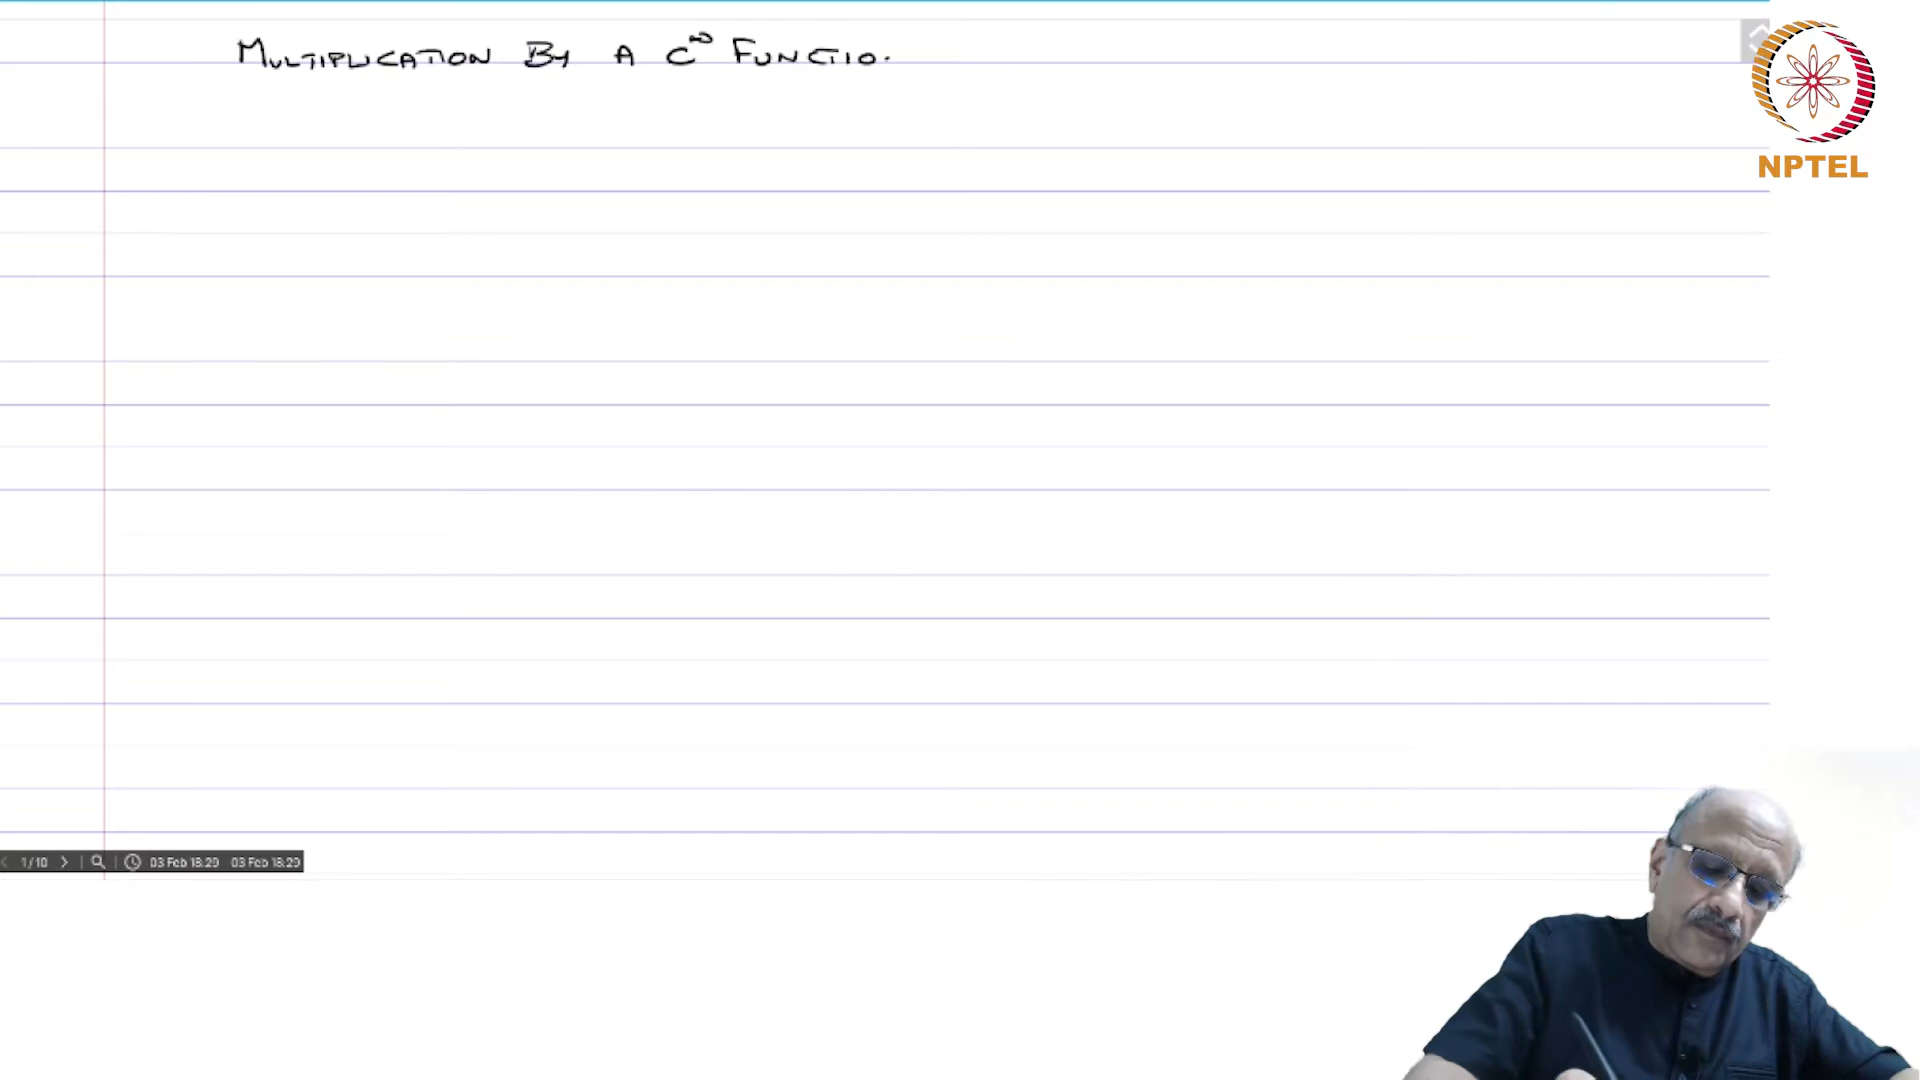 MULTIPLICATION BY A C^∞ FUNCTIO.
NPTEL
1/10 03 Feb 18:29 03 Feb 18:29